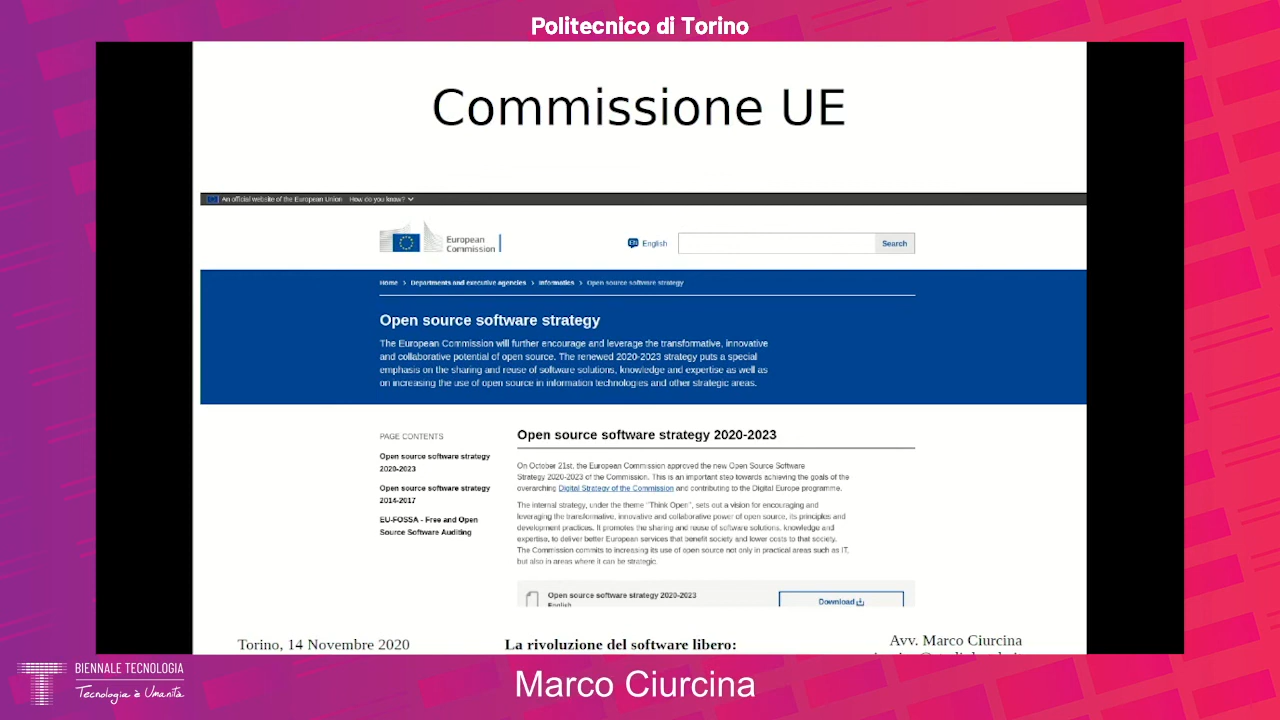 Politecnico di Torino
Commissione UE
An official website of the European Union How do you know?
European
Commission
English
Search
Home > Departments and executive agencies > Informatics > Open source software strategy
Open source software strategy
The European Commission will further encourage and leverage the transformative, innovative
and collaborative potential of open source. The renewed 2020-2023 strategy puts a special
emphasis on the sharing and reuse of software solutions, knowledge and expertise as well as
on increasing the use of open source in information technologies and other strategic areas.
PAGE CONTENTS
Open source software strategy
2020-2023
Open source software strategy
2014-2017
EU-FOSSA - Free and Open
Source Software Auditing
Open source software strategy 2020-2023
On October 21st, the European Commission approved the new Open Source Software
Strategy 2020-2023 of the Commission. This is an important step towards achieving the goals of the
overarching Digital Strategy of the Commission and contributing to the Digital Europe programme.
The internal strategy, under the theme "Think Open", sets out a vision for encouraging and
leveraging the transformative, innovative and collaborative power of open source, its principles and
development practices. It promotes the sharing and reuse of software solutions, knowledge and
expertise, to deliver better European services that benefit society and lower costs to that society.
The Commission commits to increasing its use of open source not only in practical areas such as IT,
but also in areas where it can be strategic.
Open source software strategy 2020-2023
English
Download
Torino, 14 Novembre 2020
La rivoluzione del software libero:
Avv. Marco Ciurcina
BIENNALE TECNOLOGIA
Tecnologia è Umanità
Marco Ciurcina